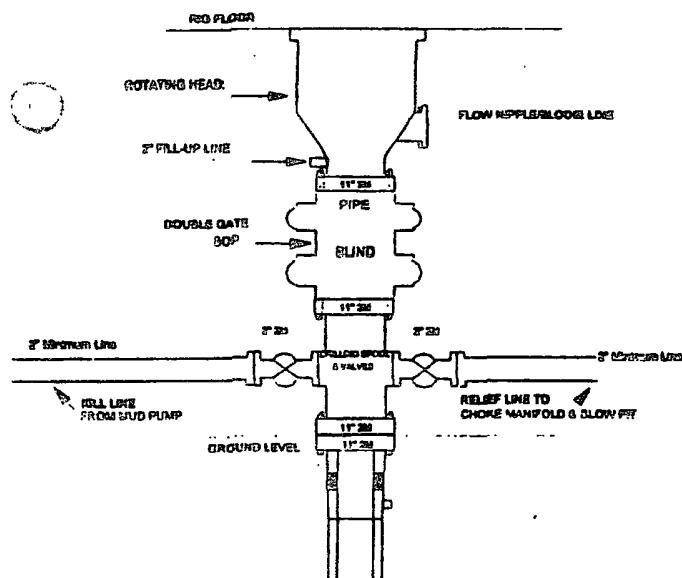 RIG FLOOR
ROTATING HEAD
FLOW NIPPLE/BLOOIE LINE
2" FILL-UP LINE
11" 3M
PIPE
DOUBLE GATE
BOP
BLIND
11" 3M
2" 3M
2" 3M
2" Minimum Line
DRILLING SPOOL
& VALVES
2" Minimum Line
KILL LINE
FROM MUD PUMP
RELIEF LINE TO
CHOKE MANIFOLD & BLOW PIT
11" 3M
GROUND LEVEL
11" 3M